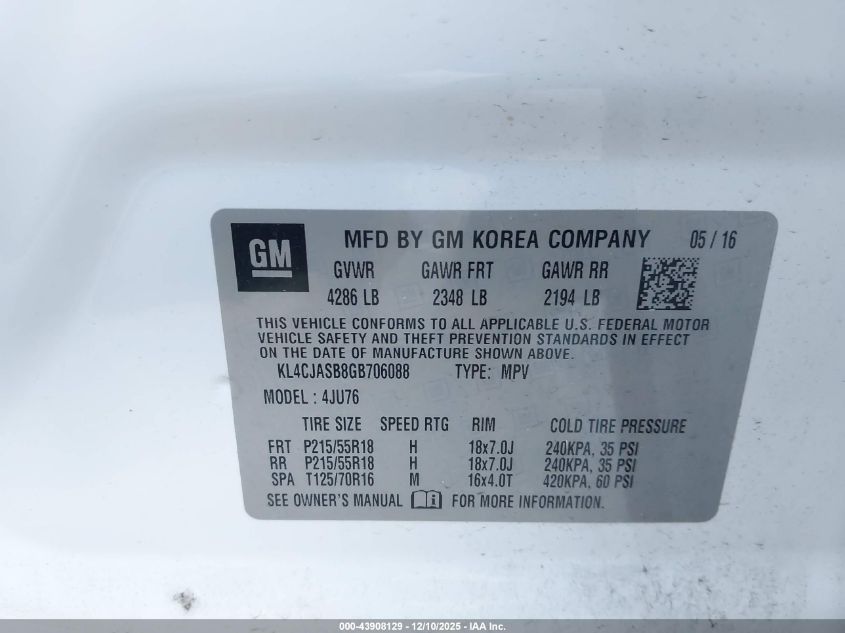 GM
MFD BY GM KOREA COMPANY 05 / 16
GVWR GAWR FRT GAWR RR
4286 LB 2348 LB 2194 LB
THIS VEHICLE CONFORMS TO ALL APPLICABLE U.S. FEDERAL MOTOR
VEHICLE SAFETY AND THEFT PREVENTION STANDARDS IN EFFECT
ON THE DATE OF MANUFACTURE SHOWN ABOVE.
KL4CJASB8GB706088 TYPE: MPV
MODEL : 4JU76
TIRE SIZE SPEED RTG RIM COLD TIRE PRESSURE
FRT P215/55R18 H 18x7.0J 240KPA, 35 PSI
RR P215/55R18 H 18x7.0J 240KPA, 35 PSI
SPA T125/70R16 M 16x4.0T 420KPA, 60 PSI
SEE OWNER'S MANUAL FOR MORE INFORMATION.
000-43908129 - 12/10/2025 - IAA Inc.